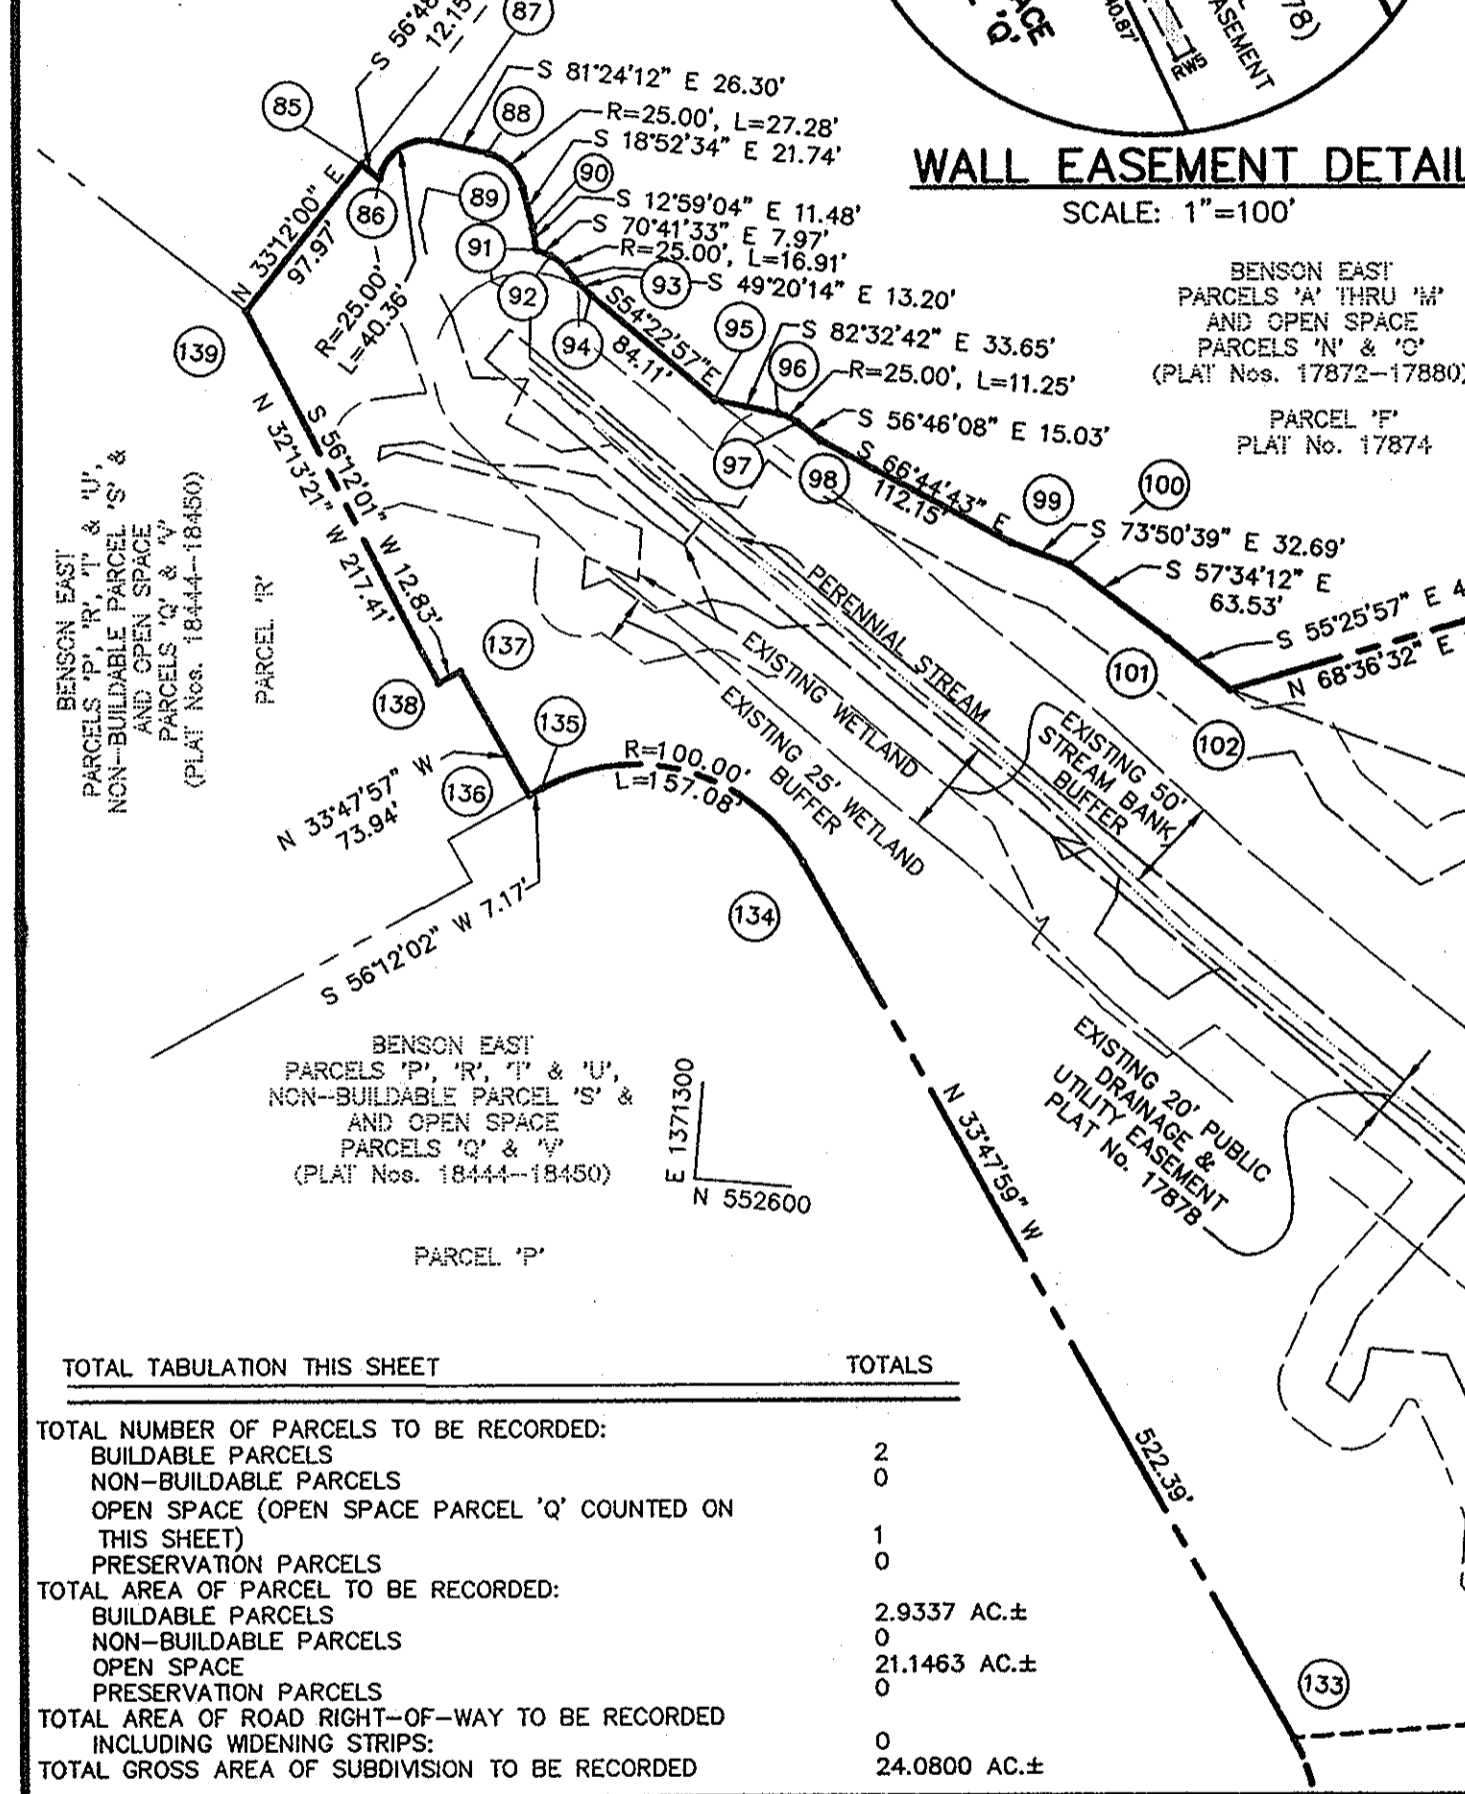 87
S 56°48
12.15
85
S 81°24'12" E 26.30'
88
R=25.00', L=27.28'
S 18°52'34" E 21.74'
90
S 12°59'04" E 11.48'
S 70°41'33" E 7.97'
R=25.00', L=16.91'
93
S 49°20'14" E 13.20'
86
89
91
92
94
N 33°12'00" E
97.97'
R=25.00'
L=40.36'
139
S54°22'57"E
84.11'
95
S 82°32'42" E 33.65'
96
R=25.00', L=11.25'
S 56°46'08" E 15.03'
97
98
S 66°44'43" E
112.15'
99
100
S 73°50'39" E 32.69'
S 57°34'12" E
63.53'
S 55°25'57" E 4
N 68°36'32" E
101
102
40.87'
78)
EASEMENT
WALL EASEMENT DETAIL
SCALE: 1"=100'
BENSON EAST
PARCELS 'A' THRU 'M'
AND OPEN SPACE
PARCELS 'N' & 'O'
(PLAT Nos. 17872-17880)
PARCEL 'F'
PLAT No. 17874
N 32°13'21" W 217.41'
S 56°12'01" W 12.83'
BENSON EAST
PARCELS 'P', 'R', 'T' & 'U',
NON-BUILDABLE PARCEL 'S' &
AND OPEN SPACE
PARCELS 'Q' & 'V'
(PLAT Nos. 18444-18450)
PARCEL 'R'
137
138
135
136
N 33°47'57" W
73.94'
S 56°12'02" W 7.17'
R=100.00'
L=157.08'
PERENNIAL STREAM
EXISTING WETLAND
EXISTING 25' WETLAND
BUFFER
EXISTING 50'
STREAM BANK
BUFFER
134
EXISTING 20' PUBLIC
DRAINAGE &
UTILITY EASEMENT
PLAT No. 17878
BENSON EAST
PARCELS 'P', 'R', 'T' & 'U',
NON-BUILDABLE PARCEL 'S' &
AND OPEN SPACE
PARCELS 'Q' & 'V'
(PLAT Nos. 18444-18450)
PARCEL 'P'
E 1371300
N 552600
N 33°47'59" W
522.39'
133
TOTAL TABULATION THIS SHEET TOTALS
TOTAL NUMBER OF PARCELS TO BE RECORDED:
BUILDABLE PARCELS 2
NON-BUILDABLE PARCELS 0
OPEN SPACE (OPEN SPACE PARCEL 'Q' COUNTED ON
THIS SHEET) 1
PRESERVATION PARCELS 0
TOTAL AREA OF PARCEL TO BE RECORDED:
BUILDABLE PARCELS 2.9337 AC.±
NON-BUILDABLE PARCELS 0
OPEN SPACE 21.1463 AC.±
PRESERVATION PARCELS 0
TOTAL AREA OF ROAD RIGHT-OF-WAY TO BE RECORDED
INCLUDING WIDENING STRIPS: 0
TOTAL GROSS AREA OF SUBDIVISION TO BE RECORDED 24.0800 AC.±